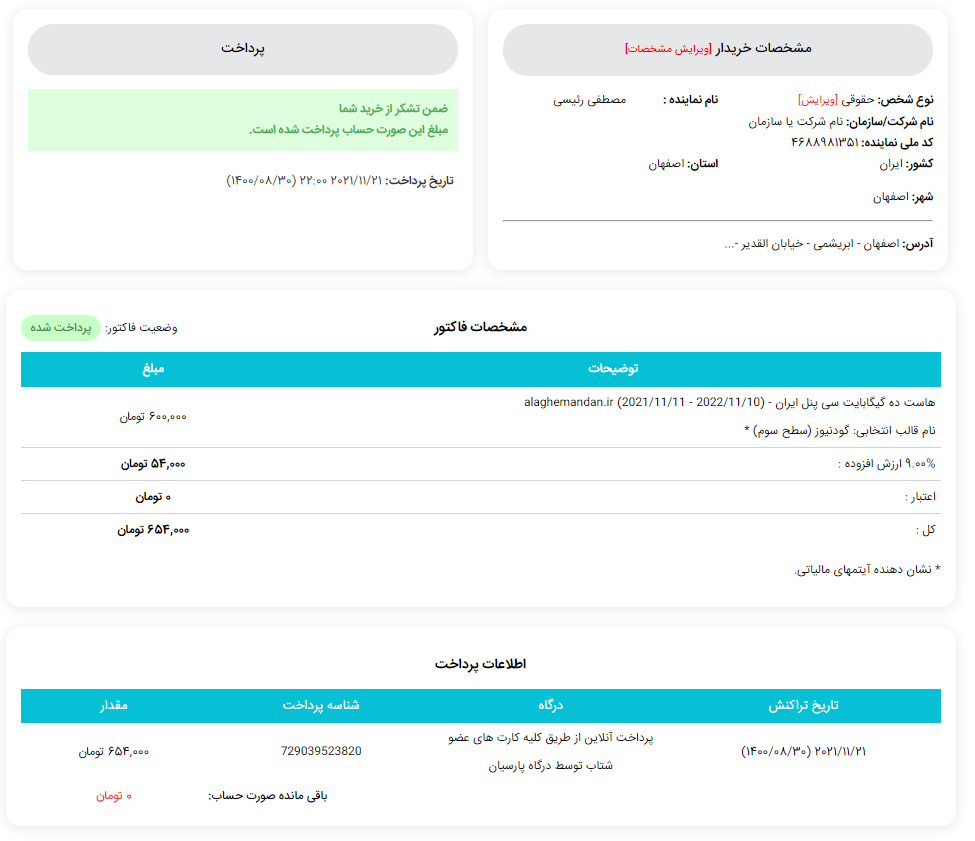 مشخصات خریدار [ویرایش مشخصات]
نوع شخص: حقوقی [ویرایش]
نام نماینده : مصطفی رئیسی
نام شرکت/سازمان: نام شرکت یا سازمان
کد ملی نماینده: ۴۶۸۸۹۸۱۳۵۱
کشور: ایران
استان: اصفهان
شهر: اصفهان
آدرس: اصفهان - ابریشمی - خیابان القدیر -...
پرداخت
ضمن تشکر از خرید شما
مبلغ این صورت حساب پرداخت شده است.
تاریخ پرداخت: ۲۰۲۱/۱۱/۲۱ ۲۲:۰۰ (۱۴۰۰/۰۸/۳۰)
مشخصات فاکتور
وضعیت فاکتور: پرداخت شده
توضیحات مبلغ
هاست ده گیگابایت سی پنل ایران - alaghemandan.ir (2021/11/11 - 2022/11/10)
نام قالب انتخابی: گودنیوز (سطح سوم) *
۶۰۰,۰۰۰ تومان
۹.۰۰% ارزش افزوده : ۵۴,۰۰۰ تومان
اعتبار : ۰ تومان
کل : ۶۵۴,۰۰۰ تومان
* نشان دهنده آیتمهای مالیاتی.
اطلاعات پرداخت
تاریخ تراکنش درگاه شناسه پرداخت مقدار
۲۰۲۱/۱۱/۲۱ (۱۴۰۰/۰۸/۳۰)
پرداخت آنلاین از طریق کلیه کارت های عضو
شتاب توسط درگاه پارسیان
729039523820
۶۵۴,۰۰۰ تومان
باقی مانده صورت حساب: ۰ تومان